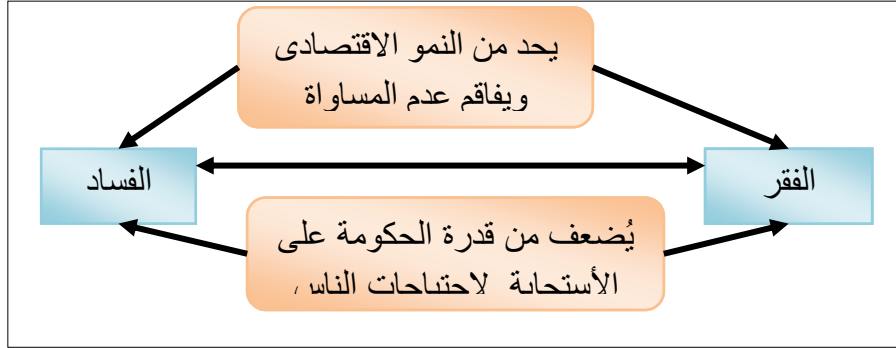 يحد من النمو الاقتصادى
ويفاقم عدم المساواة
الفقر
الفساد
يُضعف من قدرة الحكومة على
الأستجابة لاحتياجات الناس